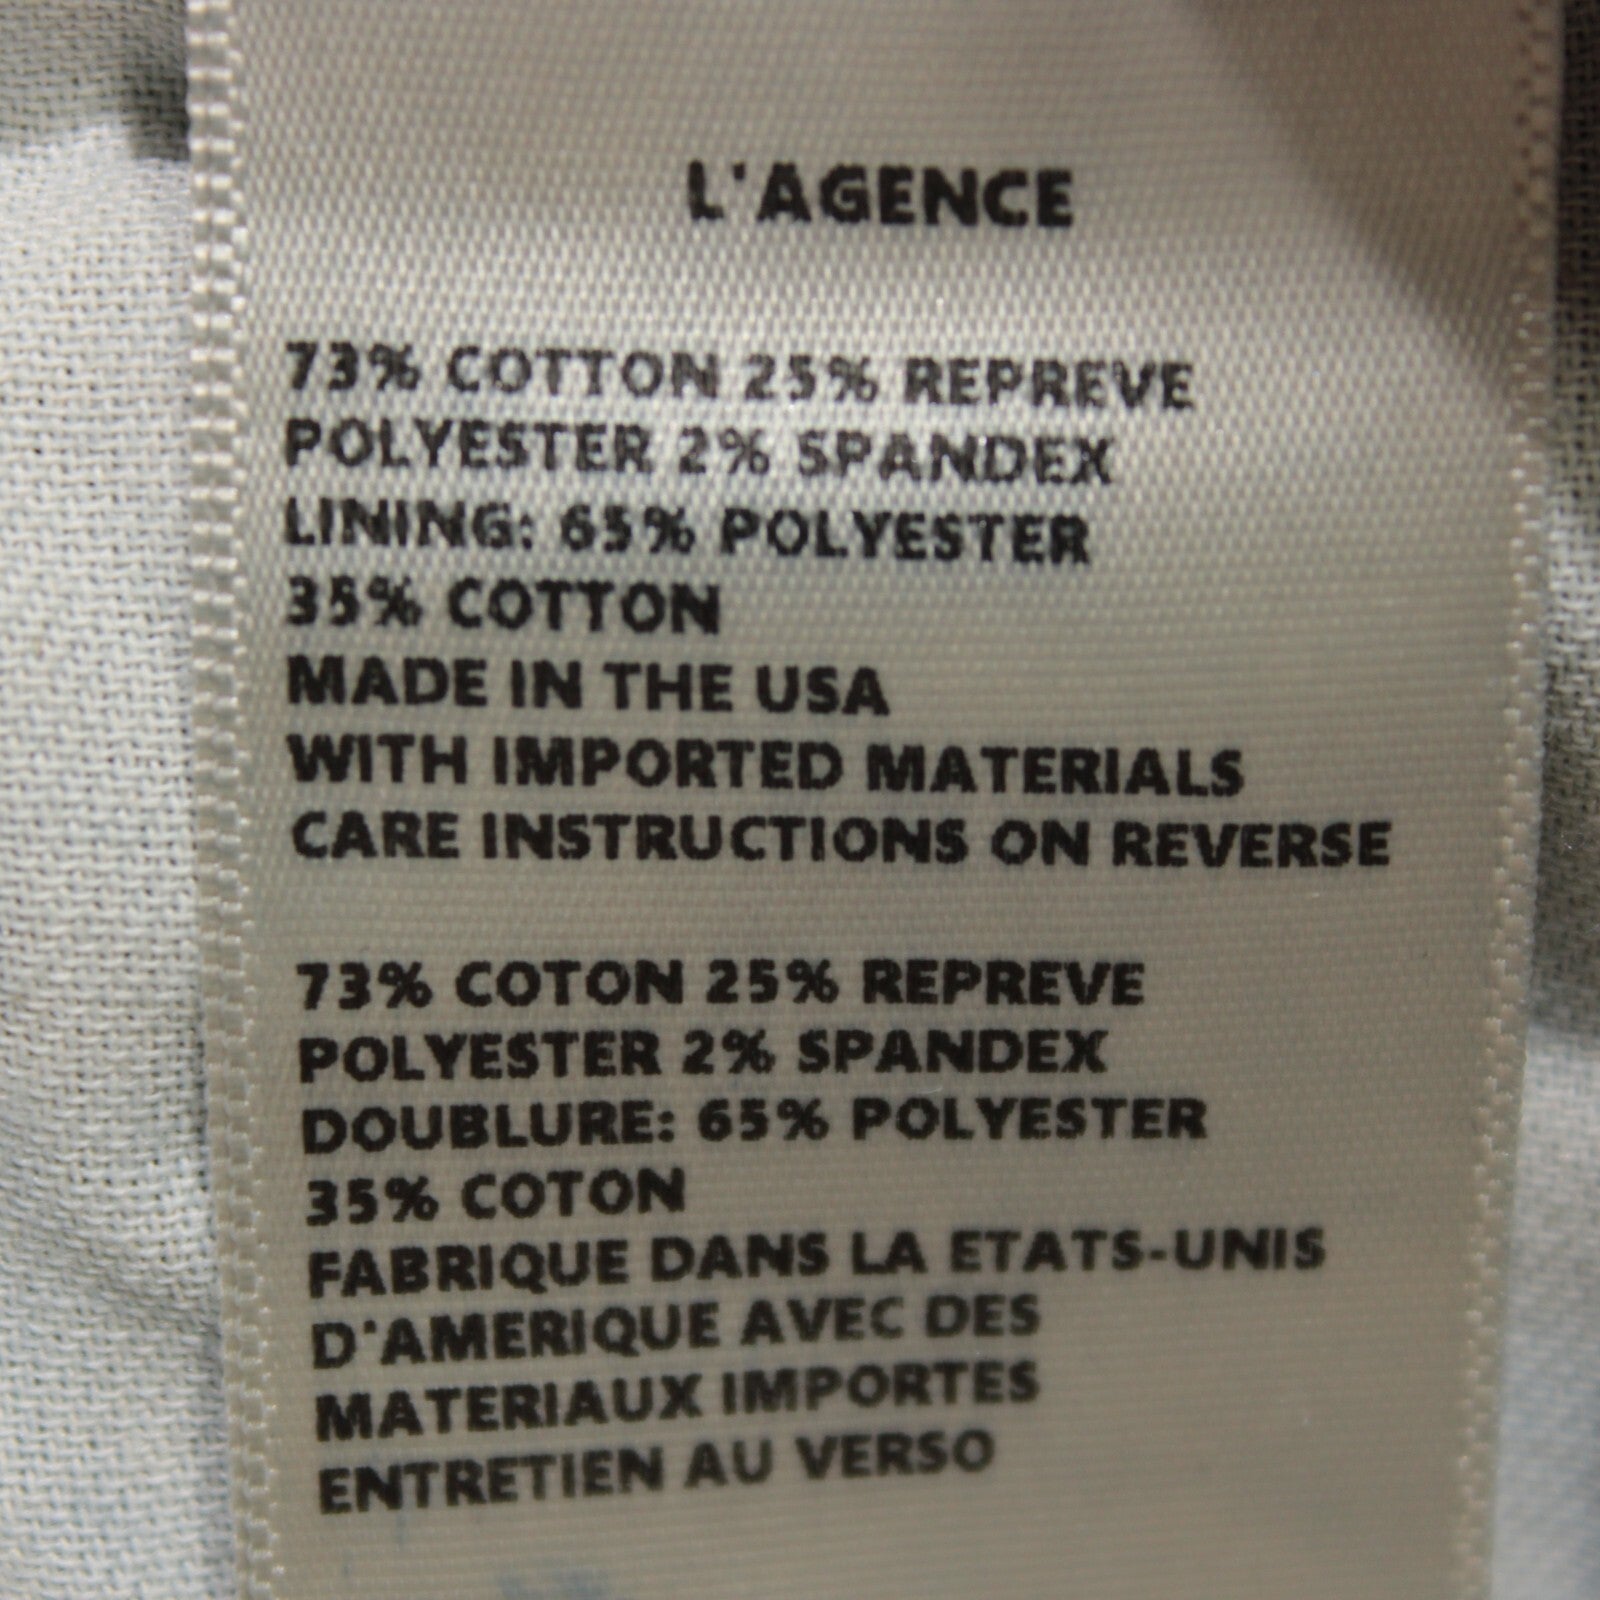 L'AGENCE
73% COTTON 25% REPREVE
POLYESTER 2% SPANDEX
LINING: 65% POLYESTER
35% COTTON
MADE IN THE USA
WITH IMPORTED MATERIALS
CARE INSTRUCTIONS ON REVERSE
73% COTON 25% REPREVE
POLYESTER 2% SPANDEX
DOUBLURE: 65% POLYESTER
35% COTON
FABRIQUE DANS LA ETATS-UNIS
D'AMERIQUE AVEC DES
MATERIAUX IMPORTES
ENTRETIEN AU VERSO